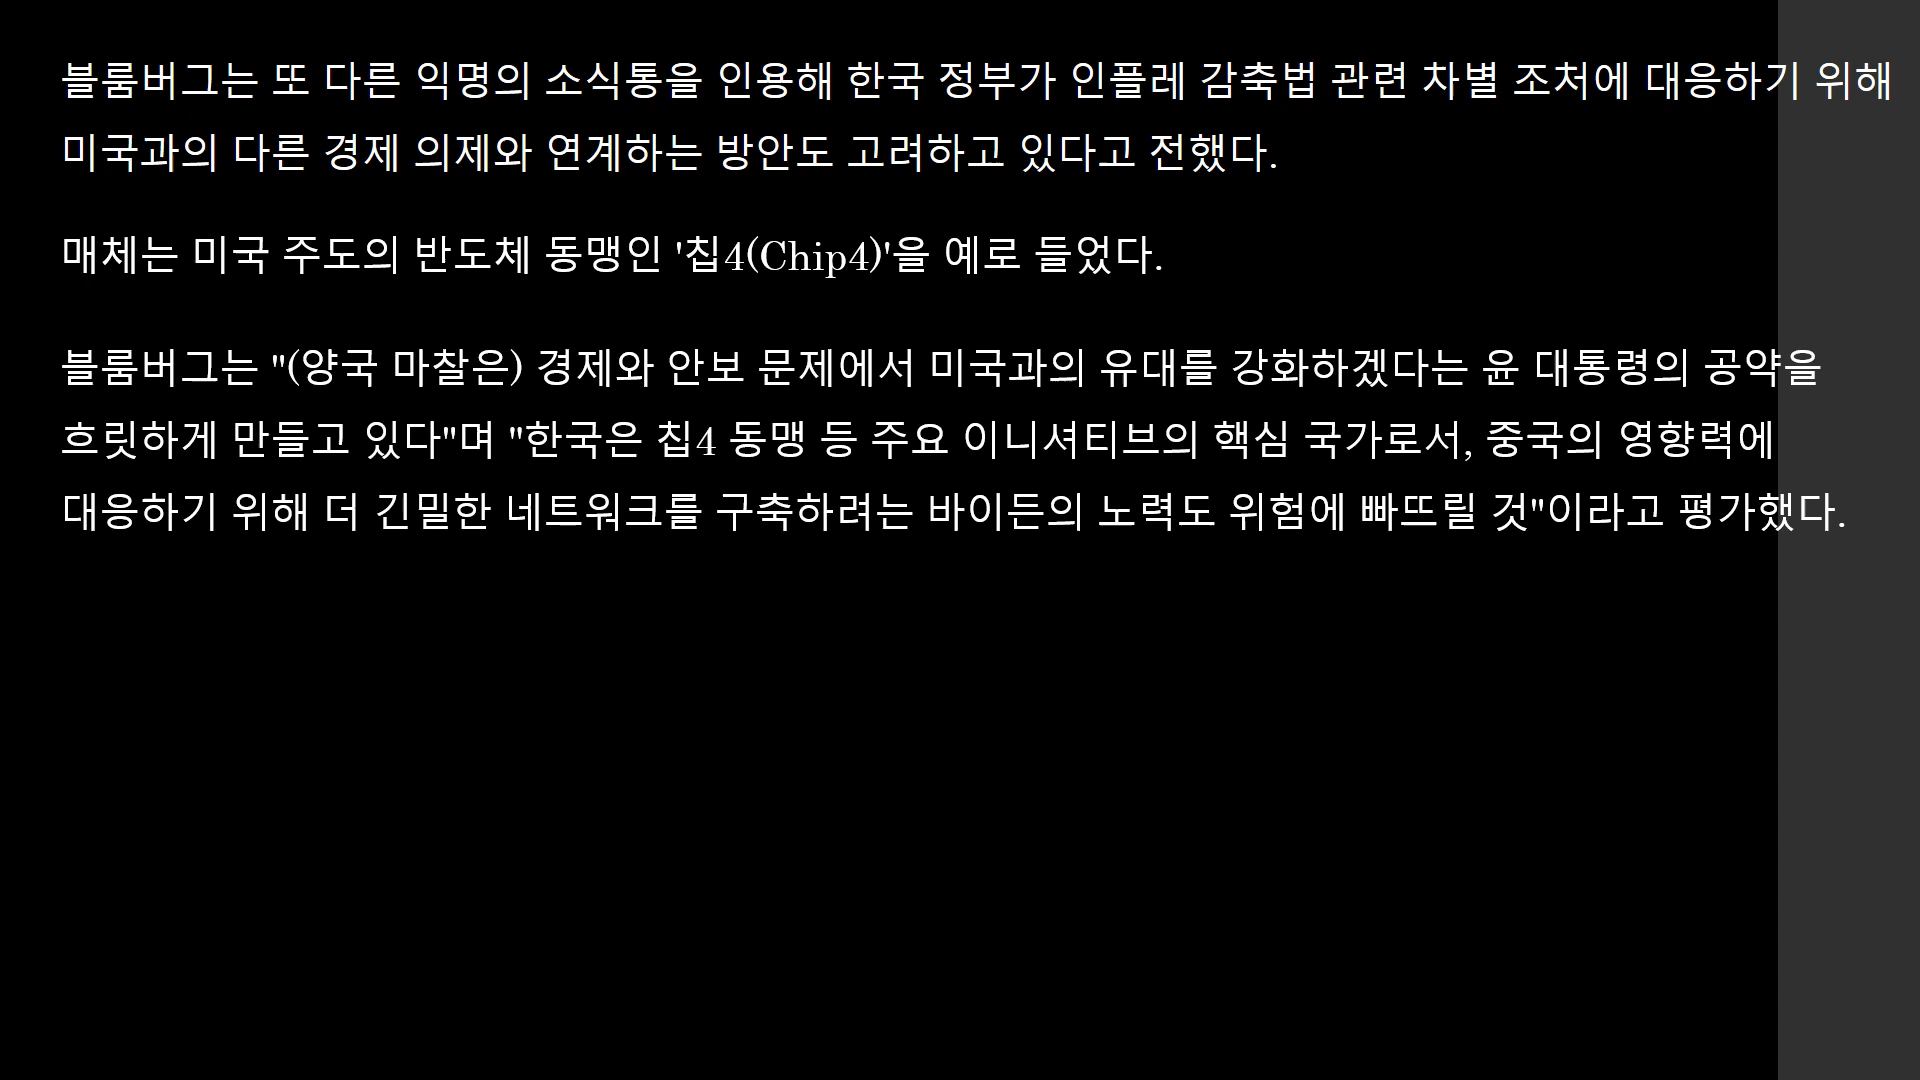 블룸버그는 또 다른 익명의 소식통을 인용해 한국 정부가 인플레 감축법 관련 차별 조처에 대응하기 위해
미국과의 다른 경제 의제와 연계하는 방안도 고려하고 있다고 전했다.
매체는 미국 주도의 반도체 동맹인 '칩4(Chip4)'을 예로 들었다.
블룸버그는 "(양국 마찰은) 경제와 안보 문제에서 미국과의 유대를 강화하겠다는 윤 대통령의 공약을
흐릿하게 만들고 있다"며 "한국은 칩4 동맹 등 주요 이니셔티브의 핵심 국가로서, 중국의 영향력에
대응하기 위해 더 긴밀한 네트워크를 구축하려는 바이든의 노력도 위험에 빠뜨릴 것"이라고 평가했다.